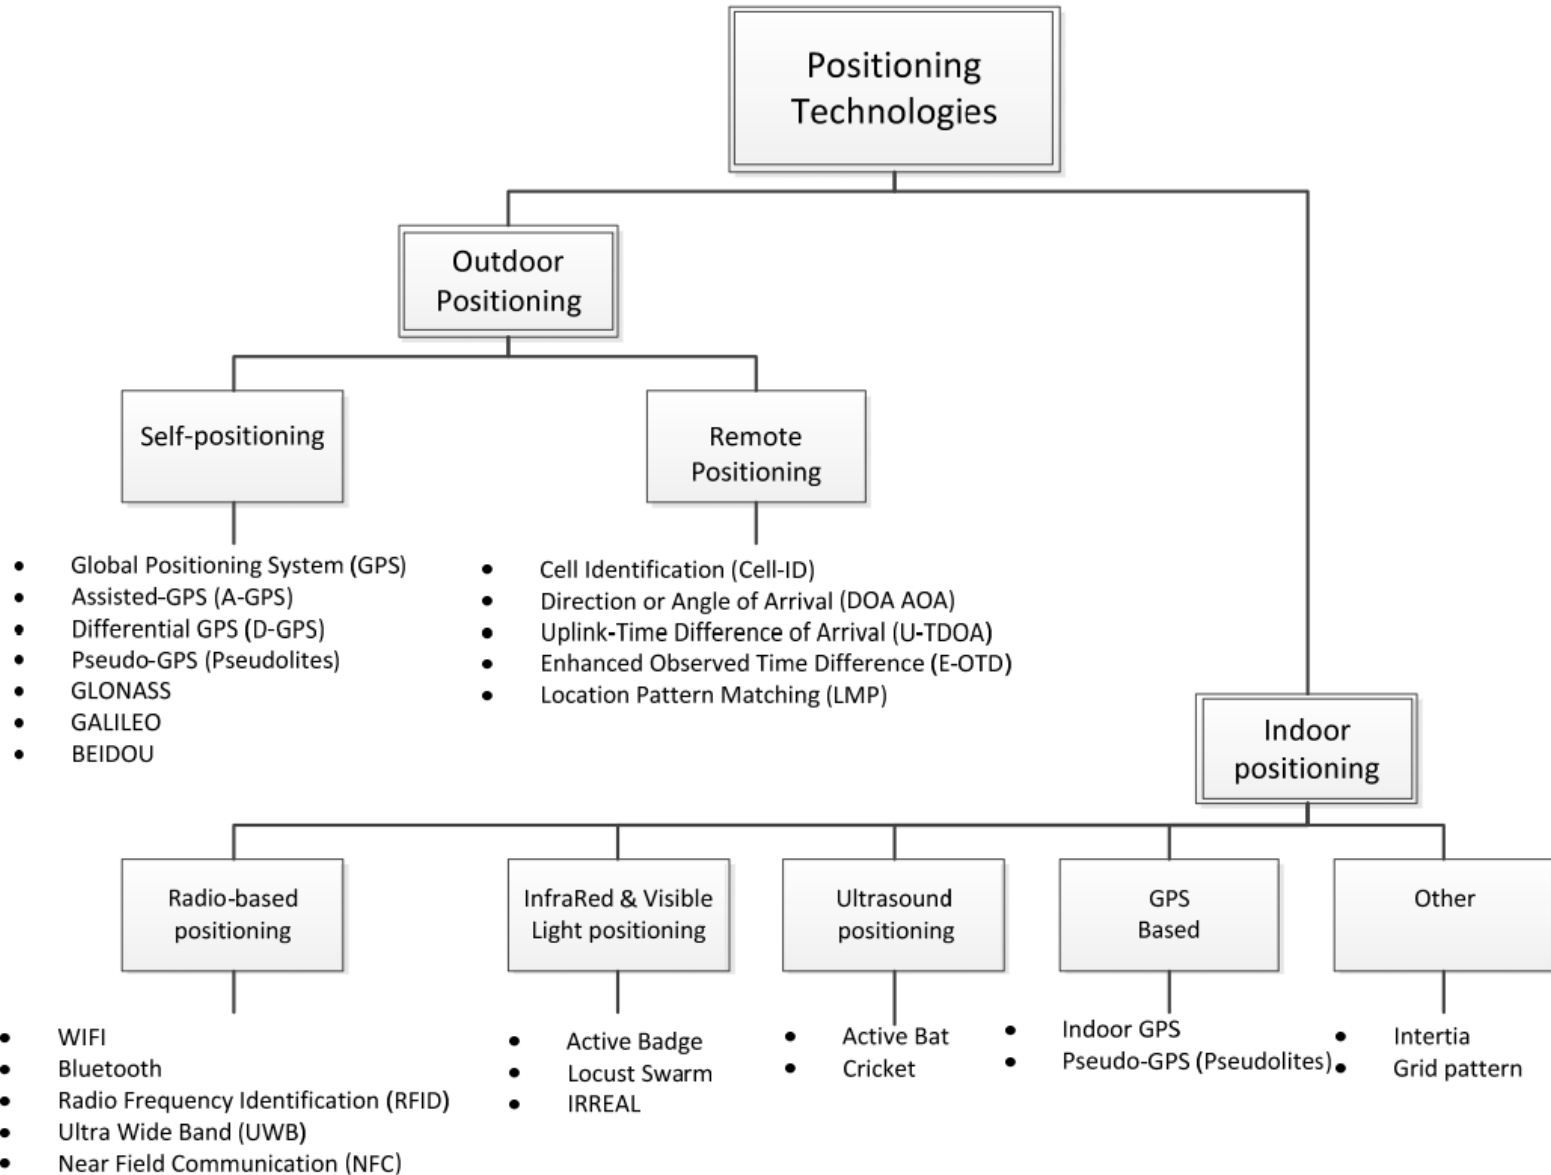 Positioning
Technologies
Outdoor
Positioning
Self-positioning
Remote
Positioning
• Global Positioning System (GPS)
• Assisted-GPS (A-GPS)
• Differential GPS (D-GPS)
• Pseudo-GPS (Pseudolites)
• GLONASS
• GALILEO
• BEIDOU
• Cell Identification (Cell-ID)
• Direction or Angle of Arrival (DOA AOA)
• Uplink-Time Difference of Arrival (U-TDOA)
• Enhanced Observed Time Difference (E-OTD)
• Location Pattern Matching (LMP)
Indoor
positioning
Radio-based
positioning
InfraRed & Visible
Light positioning
Ultrasound
positioning
GPS
Based
Other
• WIFI
• Bluetooth
• Radio Frequency Identification (RFID)
• Ultra Wide Band (UWB)
• Near Field Communication (NFC)
• Active Badge
• Locust Swarm
• IRREAL
• Active Bat
• Cricket
• Indoor GPS
• Pseudo-GPS (Pseudolites)
• Intertia
• Grid pattern